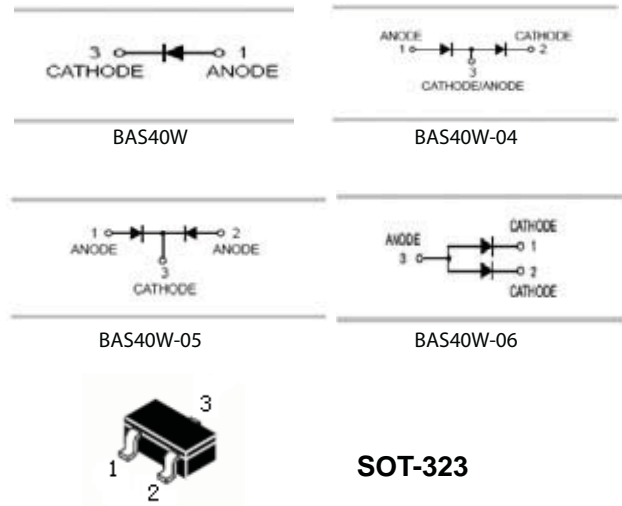 3 1
CATHODE ANODE
BAS40W
ANODE CATHODE
1 2
3
CATHODE/ANODE
BAS40W-04
1 2
ANODE ANODE
3
CATHODE
BAS40W-05
CATHODE
ANODE 1
3
2
CATHODE
BAS40W-06
3
1
2
SOT-323